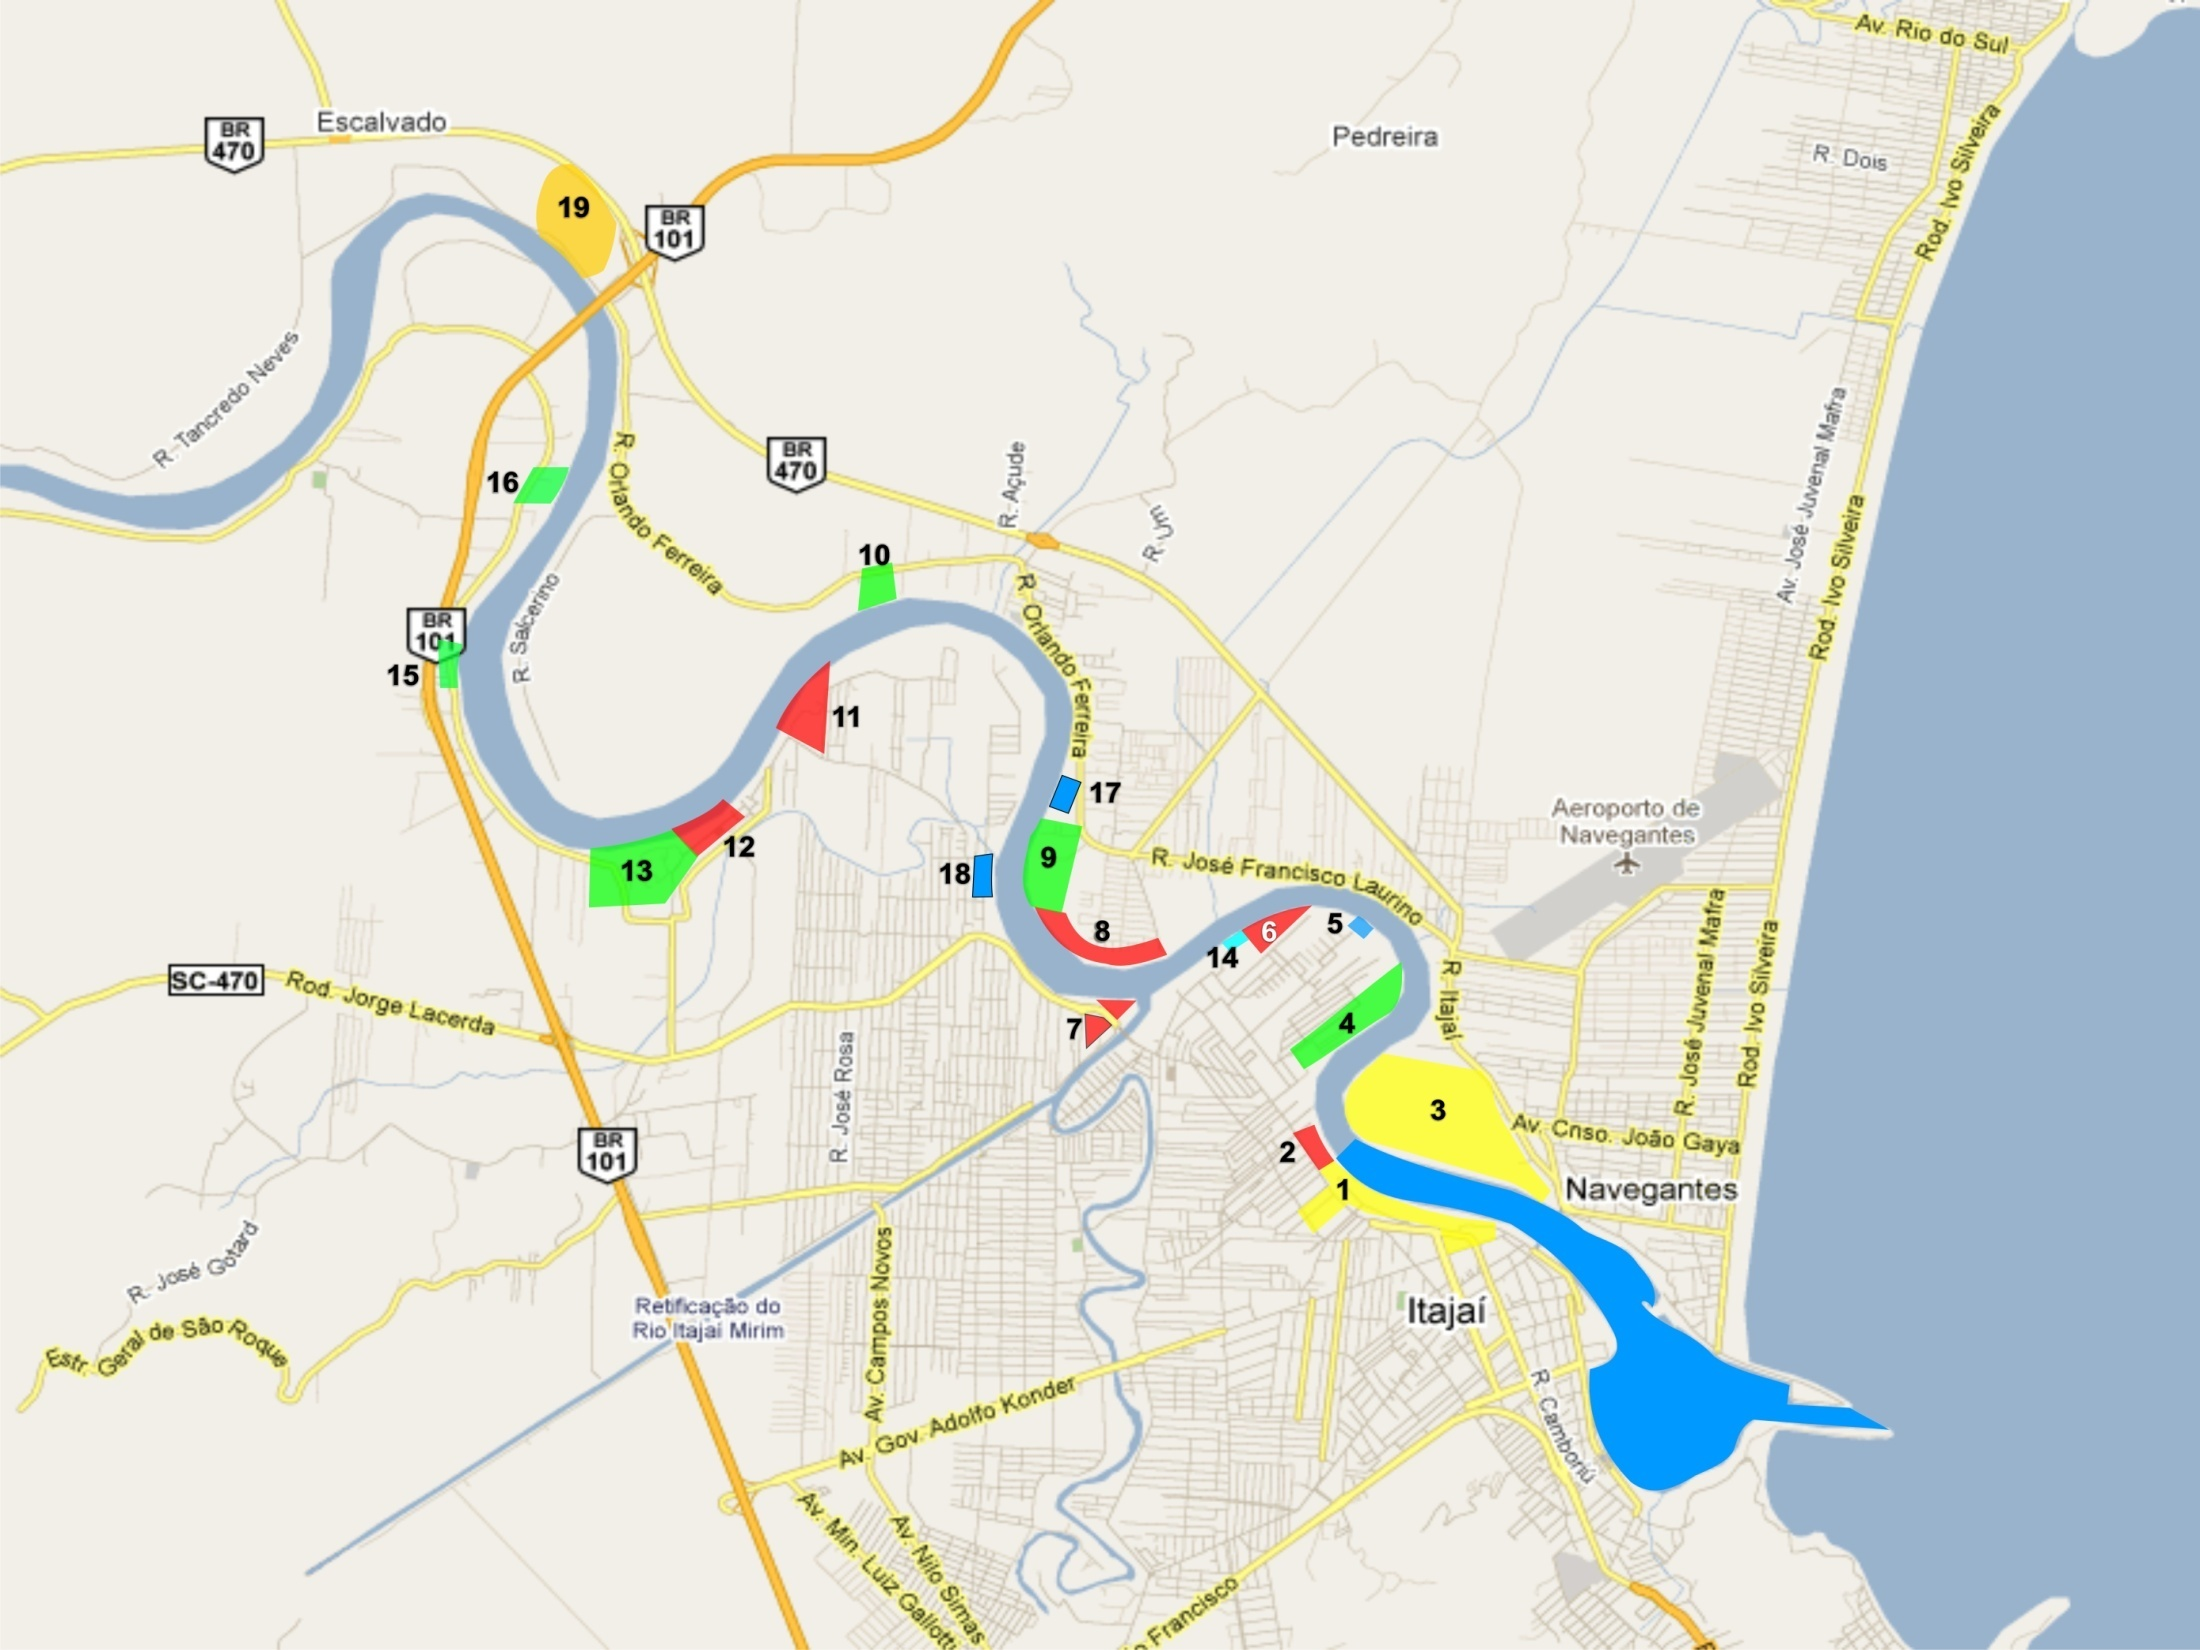 Av. Rio do Sul
Escalvado
BR
470
Pedreira
R. Dois
Rod. Ivo Silveira
19
BR
101
R. Tancredo Neves
R. Orlando Ferreira
BR
470
R. Açude
R. Um
Av. José Juvenal Mafra
Rod. Ivo Silveira
16
10
R. Salcerino
R. Orlando Ferreira
BR
101
15
11
17
Aeroporto de
Navegantes
12
13
18
9
R. José Francisco Laurino
8
14
6
5
R. José Juvenal Mafra
Rod. Ivo Silveira
SC-470
Rod. Jorge Lacerda
R. Itajaí
7
4
R. José Rosa
3
Av. Cnso. João Gaya
BR
101
2
1
Navegantes
R. José Gotard
Av. Campos Novos
Retificação do
Rio Itajaí Mirim
Itajaí
Estr. Geral de São Roque
R. Camboriú
Av. Gov. Adolfo Konder
Av. Min. Luiz Gallotti
Av. Nilo Simas
Francisco